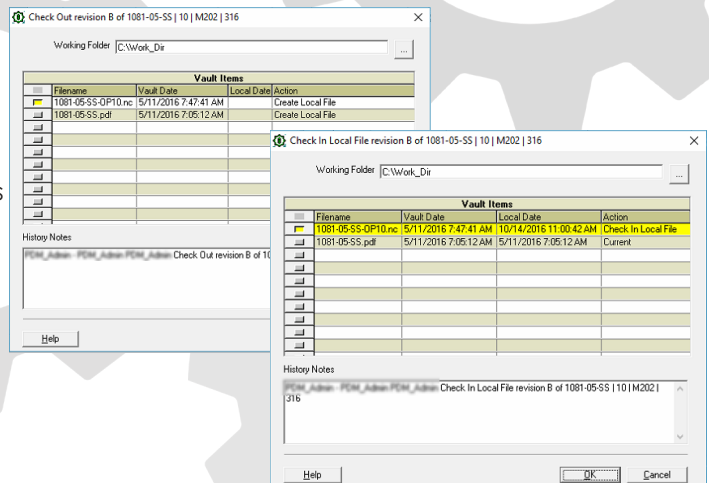 Check Out revision B of 1081-05-SS | 10 | M202 | 316
Working Folder C:\Work_Dir ...
Vault Items
Filename Vault Date Local Date Action
1081-05-SS-OP10.nc 5/11/2016 7:47:41 AM Create Local File
1081-05-SS.pdf 5/11/2016 7:05:12 AM Create Local File
History Notes
PDM_Admin - PDM_Admin PDM_Admin Check Out revision B of 10
Help
S
Check In Local File revision B of 1081-05-SS | 10 | M202 | 316
Working Folder C:\Work_Dir ...
Vault Items
Filename Vault Date Local Date Action
1081-05-SS-OP10.nc 5/11/2016 7:47:41 AM 10/14/2016 11:00:42 AM Check In Local File
1081-05-SS.pdf 5/11/2016 7:05:12 AM 5/11/2016 7:05:12 AM Current
History Notes
PDM_Admin - PDM_Admin PDM_Admin Check In Local File revision B of 1081-05-SS | 10 | M202 |
316
Help OK Cancel